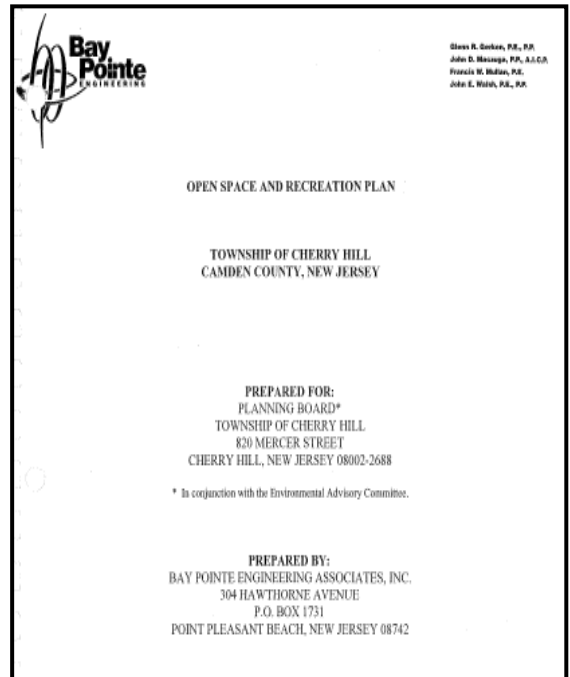 Bay
Pointe
ENGINEERING
Glenn R. Gerken, P.E., P.P.
John D. Maczuga, P.P., A.I.C.P.
Francis W. Mullan, P.E.
John E. Walsh, P.E., P.P.
OPEN SPACE AND RECREATION PLAN
TOWNSHIP OF CHERRY HILL
CAMDEN COUNTY, NEW JERSEY
PREPARED FOR:
PLANNING BOARD*
TOWNSHIP OF CHERRY HILL
820 MERCER STREET
CHERRY HILL, NEW JERSEY 08002-2688
* In conjunction with the Environmental Advisory Committee.
PREPARED BY:
BAY POINTE ENGINEERING ASSOCIATES, INC.
304 HAWTHORNE AVENUE
P.O. BOX 1731
POINT PLEASANT BEACH, NEW JERSEY 08742